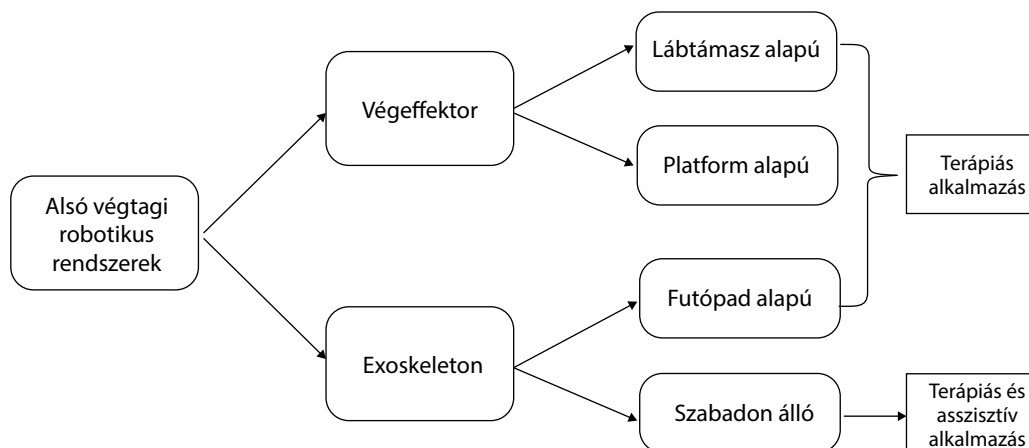 Alsó végtagi
robotikus
rendszerek
Végeffektor
Exoskeleton
Lábtámasz alapú
Platform alapú
Futópad alapú
Szabadon álló
Terápiás
alkalmazás
Terápiás és
asszisztív
alkalmazás